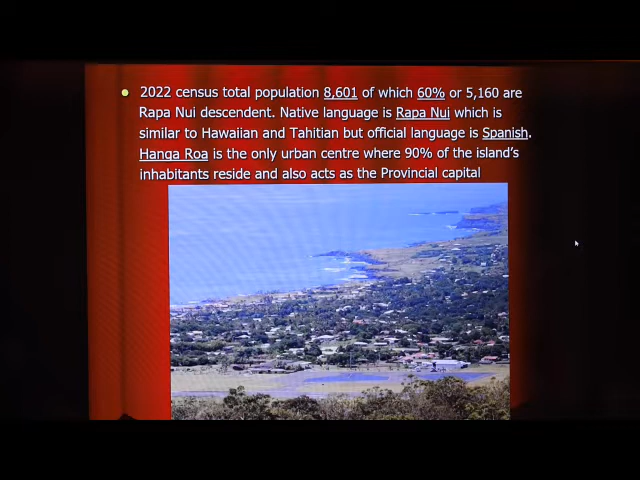 2022 census total population 8,601 of which 60% or 5,160 are
Rapa Nui descendent. Native language is Rapa Nui which is
similar to Hawaiian and Tahitian but official language is Spanish.
Hanga Roa is the only urban centre where 90% of the island's
inhabitants reside and also acts as the Provincial capital